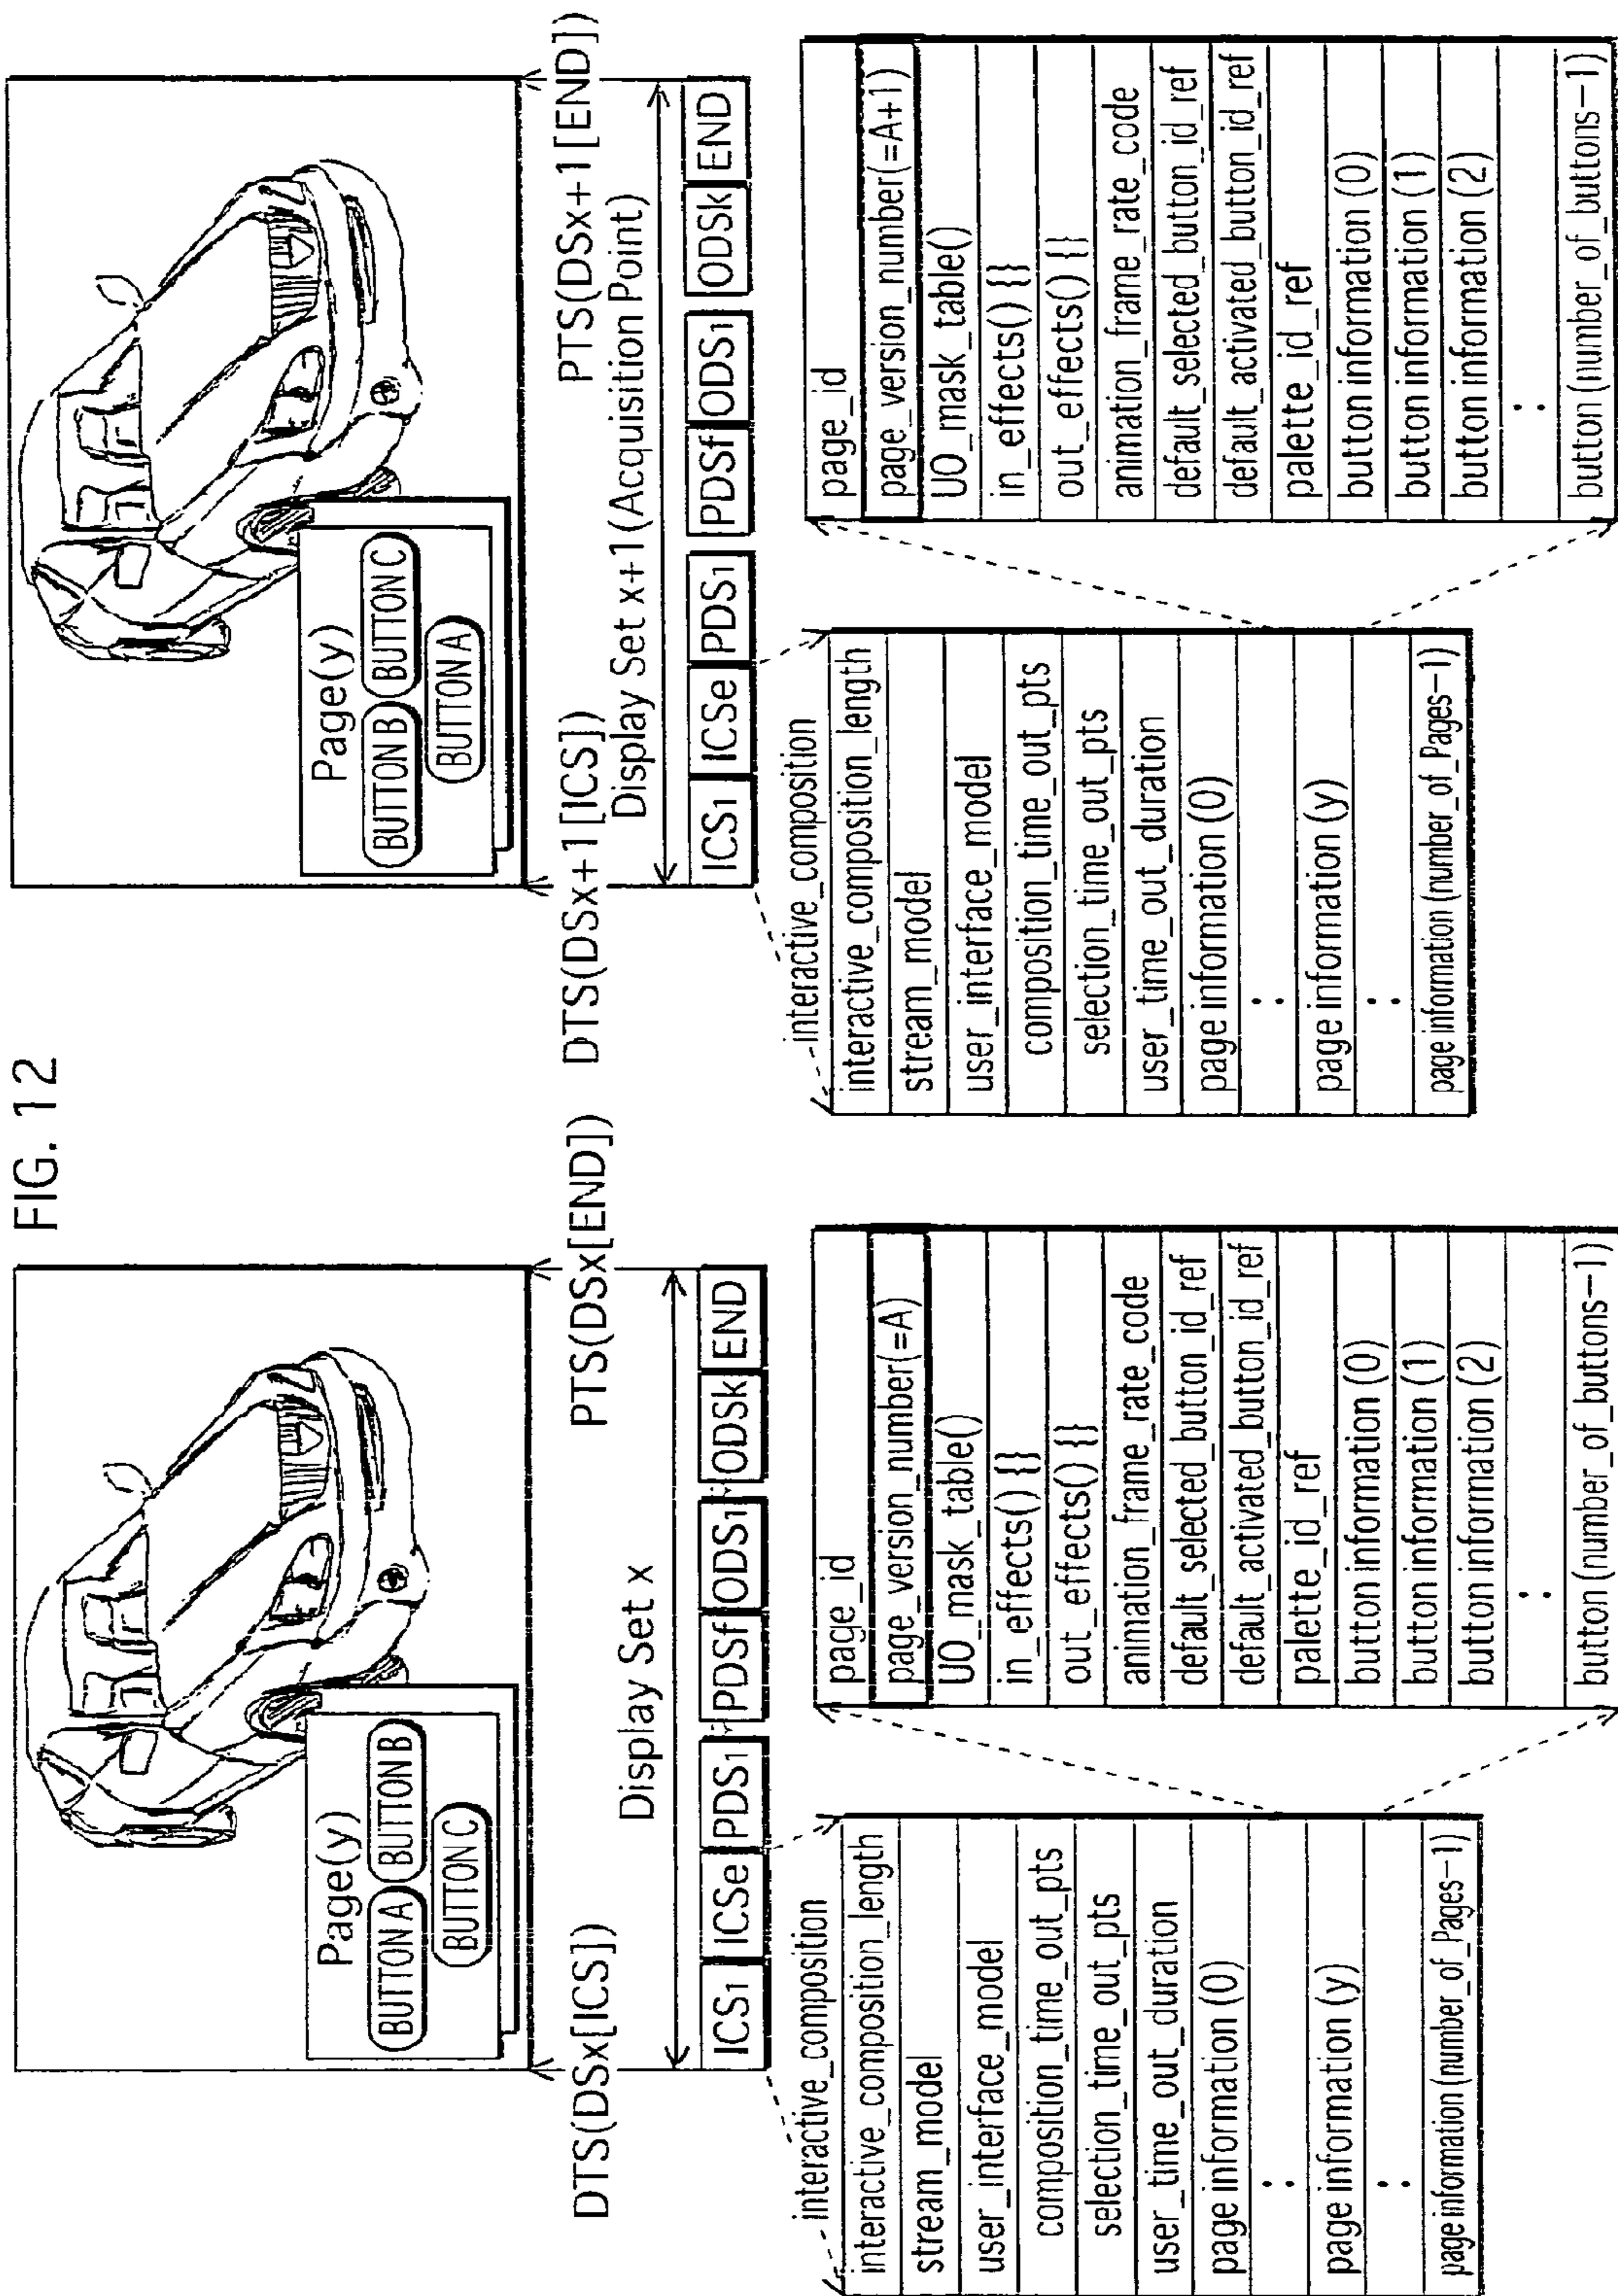 FIG. 12
Page(y)
BUTTON A BUTTON B
BUTTON C
DTS(DSx[ICS]) PTS(DSx[END])
Display Set x
ICS1 ICSe PDS1 PDSf ODS1 ODSk END
interactive_composition
interactive_composition_length
stream_model
user_interface_model
composition_time_out_pts
selection_time_out_pts
user_time_out_duration
page information (0)
:
page information (y)
:
page information (number_of_Pages-1)
page_id
page_version_number(=A)
UO_mask_table()
in_effects() {}
out_effects() {}
animation_frame_rate_code
default_selected_button_id_ref
default_activated_button_id_ref
palette_id_ref
button information (0)
button information (1)
button information (2)
:
button (number_of_buttons-1)
Page(y)
BUTTON B BUTTON C
BUTTON A
DTS(DSx+1[ICS]) PTS(DSx+1[END])
Display Set x+1(Acquisition Point)
ICS1 ICSe PDS1 PDSf ODS1 ODSk END
interactive_composition
interactive_composition_length
stream_model
user_interface_model
composition_time_out_pts
selection_time_out_pts
user_time_out_duration
page information (0)
:
page information (y)
:
page information (number_of_Pages-1)
page_id
page_version_number(=A+1)
UO_mask_table()
in_effects() {}
out_effects() {}
animation_frame_rate_code
default_selected_button_id_ref
default_activated_button_id_ref
palette_id_ref
button information (0)
button information (1)
button information (2)
:
button (number_of_buttons-1)